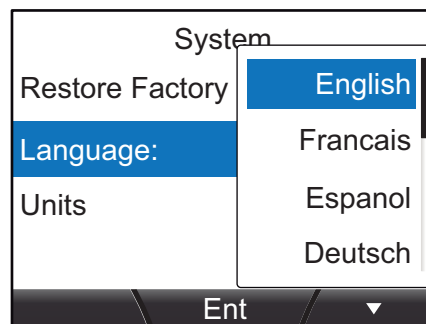 System
Restore Factory
Language:
Units
English
Francais
Espanol
Deutsch
Ent